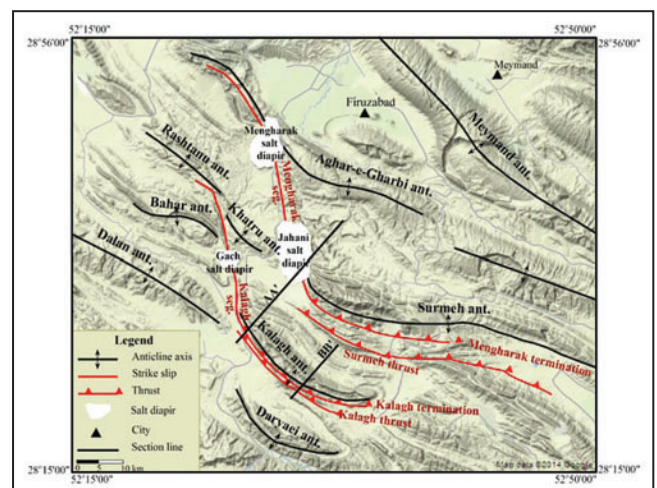 52°15'00" 52°50'00"
28°56'00" 28°56'00"
Meymand
Firuzabad
Mengharak
salt
diapir
Meymand ant.
Rashtanu ant.
Aghar-e-Gharbi ant.
Mengharak
seg.
Bahar ant.
Khatru ant.
Dalan ant.
Jahani
salt
diapir
Gach
salt diapir
AA'
Kalagh
seg.
Surmeh ant.
Kalagh ant.
BB'
Mengharak termination
Surmeh thrust
Kalagh termination
Kalagh thrust
Daryaei ant.
Legend
Anticline axis
Strike slip
Thrust
Salt diapir
City
Section line
0 5 10 km
Map data ©2014 Google
28°15'00" 28°15'00"
52°15'00" 52°50'00"